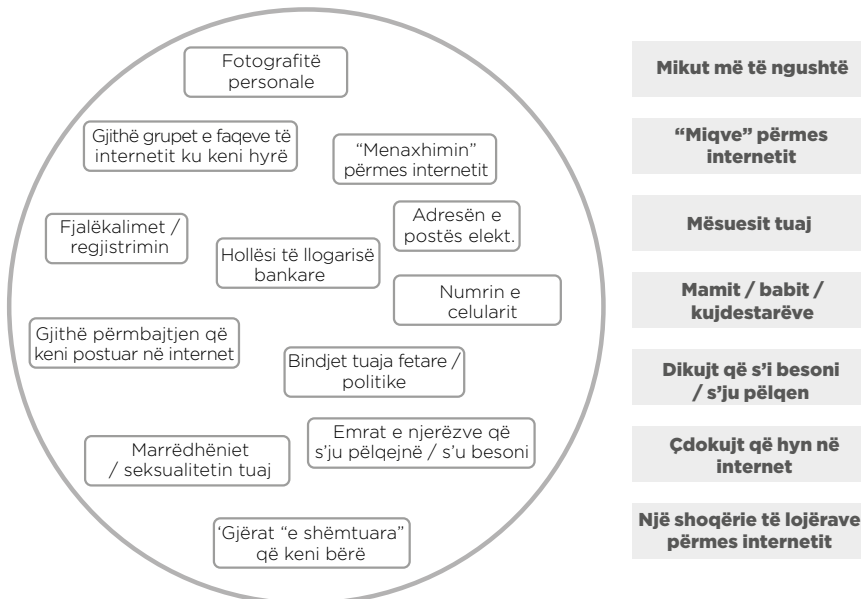 Fotografitë
personale
Gjithë grupet e faqeve të
internetit ku keni hyrë
“Menaxhimin”
përmes internetit
Fjalëkalimet /
regjistrimin
Adresën e
postës elekt.
Hollësi të llogarisë
bankare
Numrin e
celularit
Gjithë përmbajtjen që
keni postuar në internet
Bindjet tuaja fetare /
politike
Emrat e njerëzve që
s’ju pëlqejnë / s’u besoni
Marrëdhëniet
/ seksualitetin tuaj
‘Gjërat “e shëmtuara”
që keni bërë
Mikut më të ngushtë
“Miqve” përmes
internetit
Mësuesit tuaj
Mamit / babit /
kujdestarëve
Dikujt që s’i besoni
/ s’ju pëlqen
Çdokujt që hyn në
internet
Një shoqërie të lojërave
përmes internetit